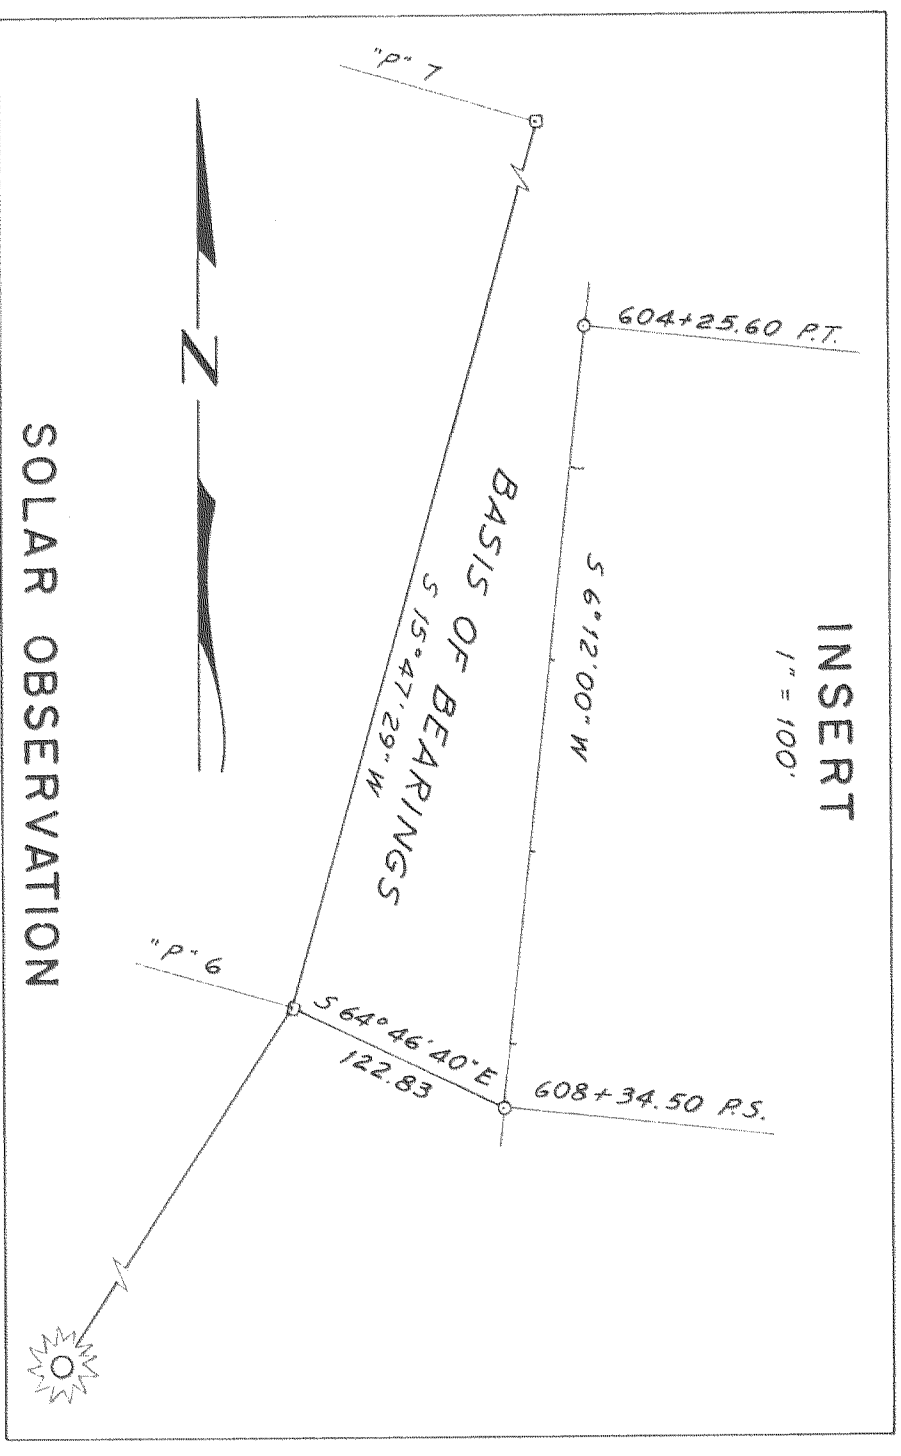 INSERT
1" = 100'
604+25.60 P.T.
608+34.50 P.S.
S 6°12'00" W
"P" 7
BASIS OF BEARINGS
S 15°47'29" W
S 64°46'40" E
122.83
"P" 6
N
SOLAR OBSERVATION